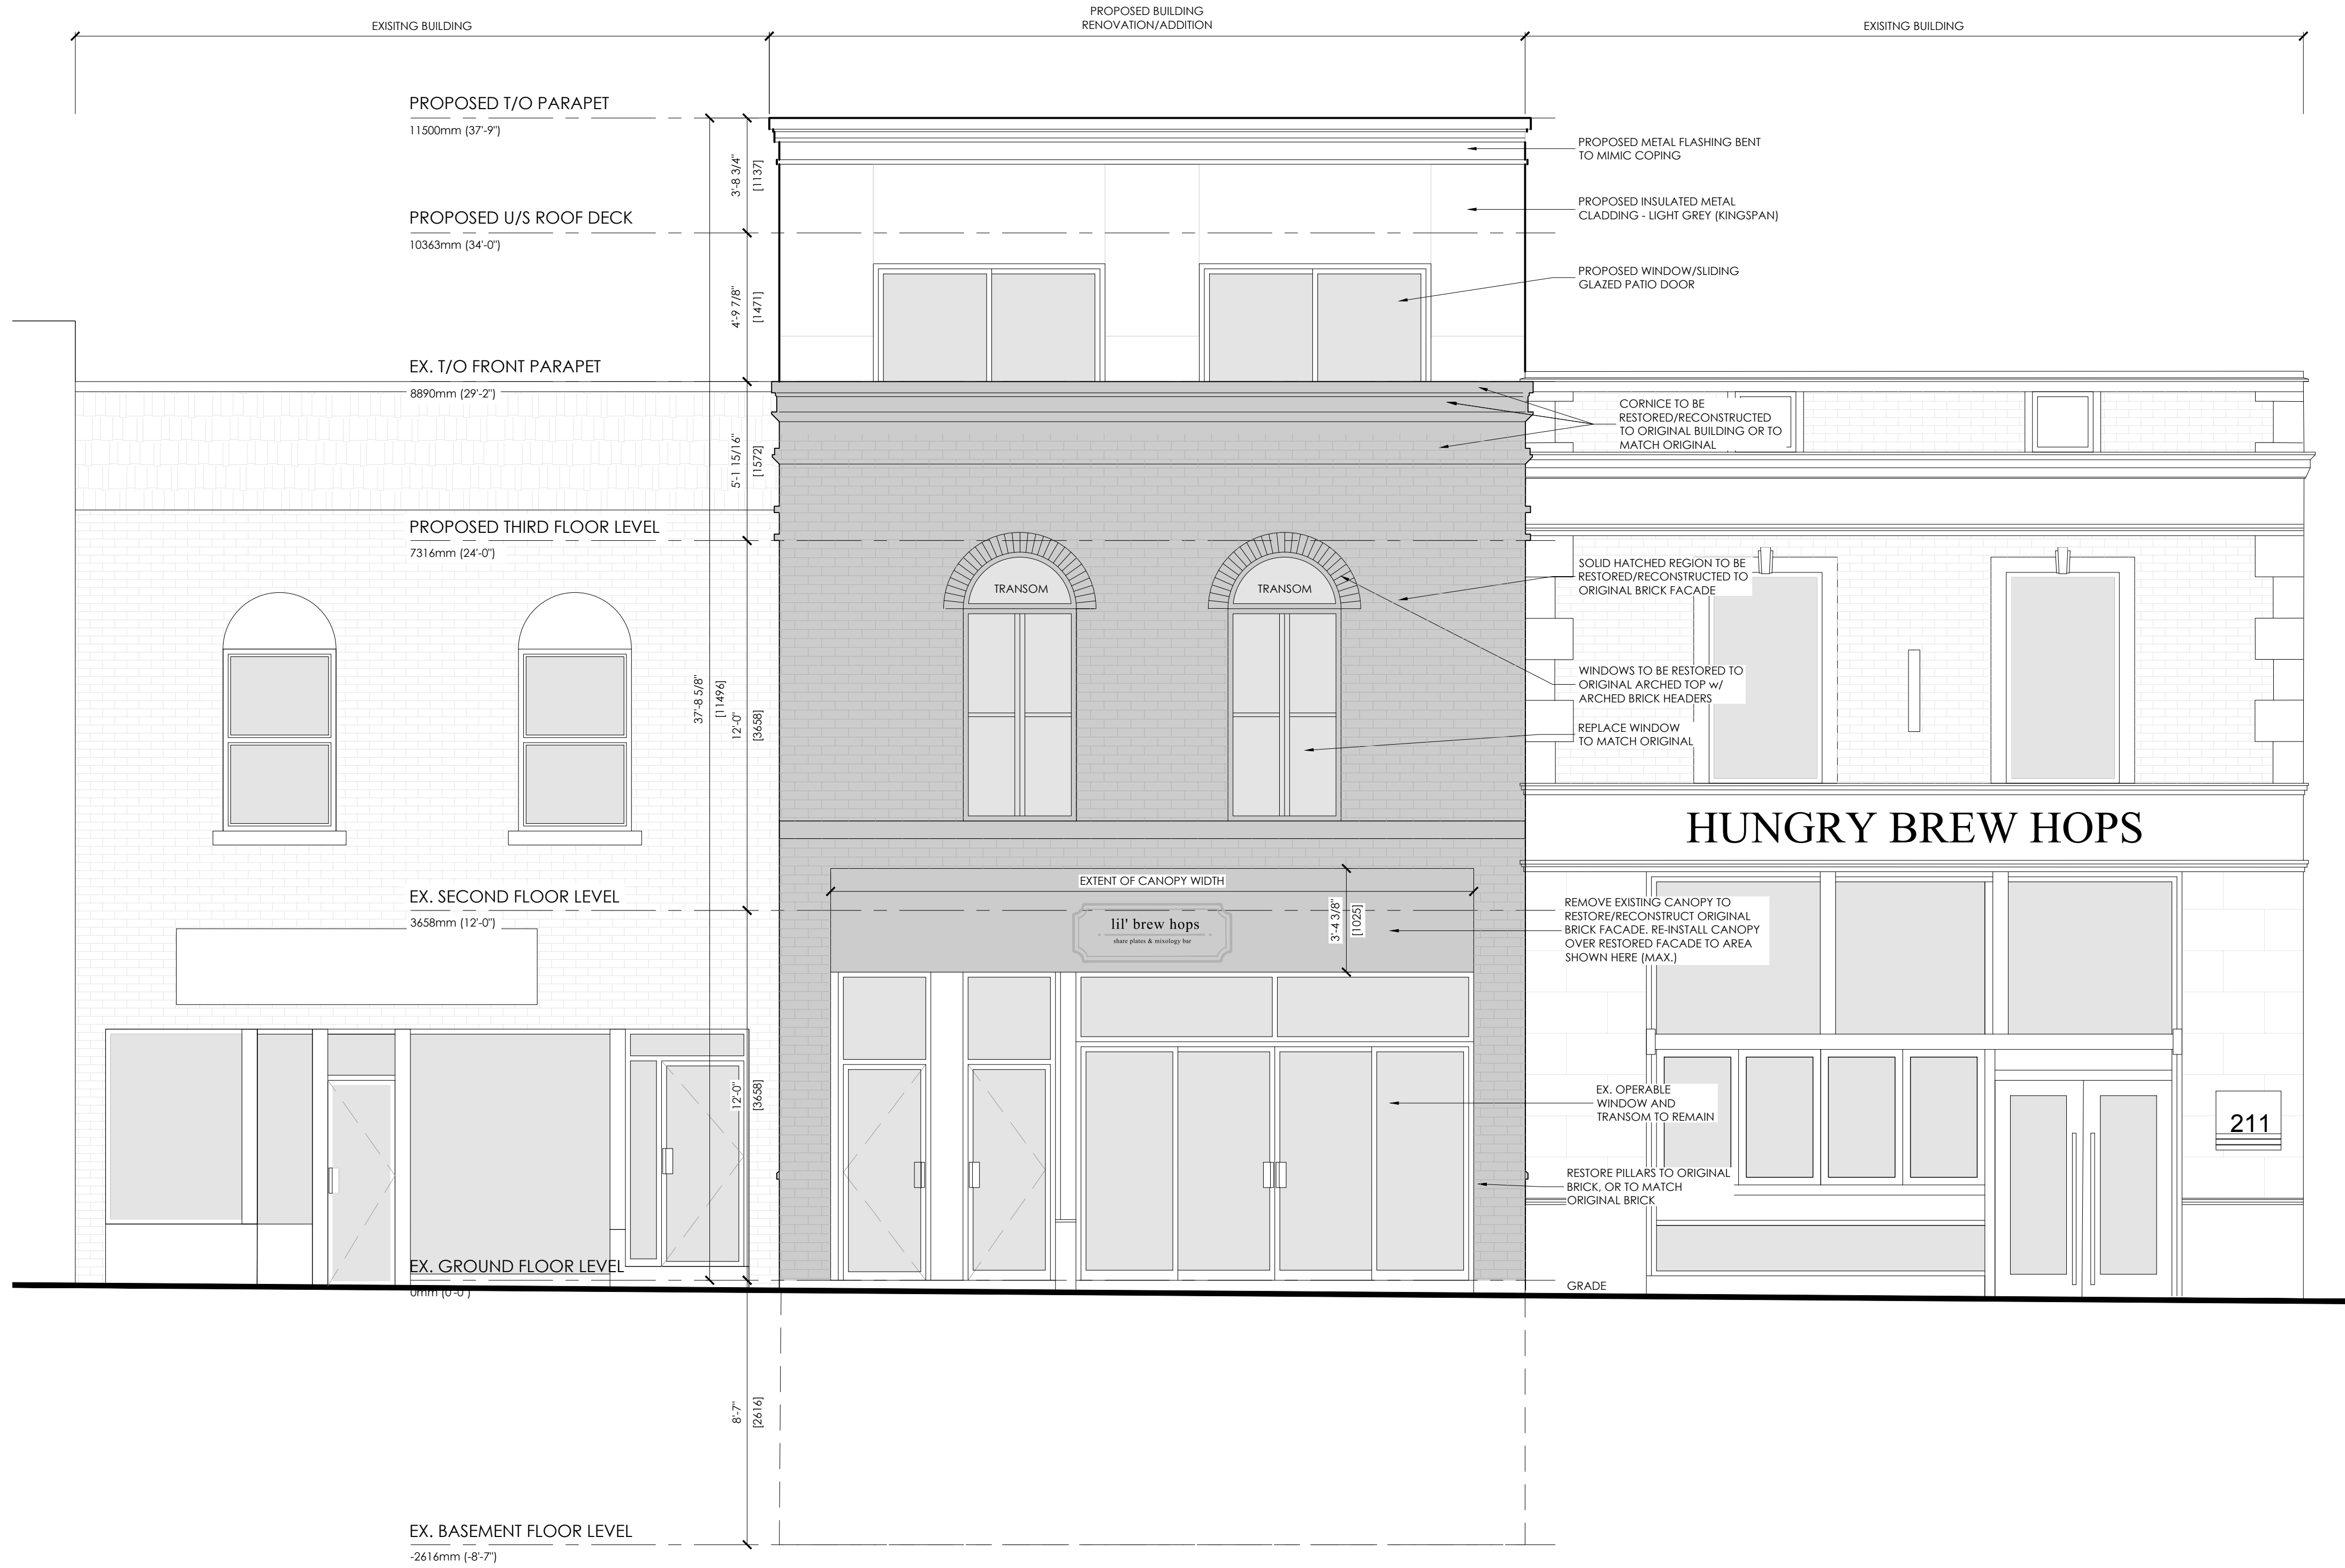 EXISITNG BUILDING
PROPOSED BUILDING
RENOVATION/ADDITION
EXISITNG BUILDING
PROPOSED T/O PARAPET
11500mm (37'-9")
PROPOSED U/S ROOF DECK
10363mm (34'-0")
EX. T/O FRONT PARAPET
8890mm (29'-2")
PROPOSED THIRD FLOOR LEVEL
7316mm (24'-0")
EX. SECOND FLOOR LEVEL
3658mm (12'-0")
EX. GROUND FLOOR LEVEL
0mm (0'-0")
EX. BASEMENT FLOOR LEVEL
-2616mm (-8'-7")
3'-8 3/4"
[1137]
4'-9 7/8"
[1471]
5'-1 15/16"
[1572]
37'-8 5/8"
[11496]
12'-0"
[3658]
12'-0"
[3658]
8'-7"
[2616]
TRANSOM
TRANSOM
EXTENT OF CANOPY WIDTH
3'-4 3/8"
[1025]
lil' brew hops
share plates & mixology bar
PROPOSED METAL FLASHING BENT
TO MIMIC COPING
PROPOSED INSULATED METAL
CLADDING - LIGHT GREY (KINGSPAN)
PROPOSED WINDOW/SLIDING
GLAZED PATIO DOOR
CORNICE TO BE
RESTORED/RECONSTRUCTED
TO ORIGINAL BUILDING OR TO
MATCH ORIGINAL
SOLID HATCHED REGION TO BE
RESTORED/RECONSTRUCTED TO
ORIGINAL BRICK FACADE
WINDOWS TO BE RESTORED TO
ORIGINAL ARCHED TOP w/
ARCHED BRICK HEADERS
REPLACE WINDOW
TO MATCH ORIGINAL
HUNGRY BREW HOPS
REMOVE EXISTING CANOPY TO
RESTORE/RECONSTRUCT ORIGINAL
BRICK FACADE. RE-INSTALL CANOPY
OVER RESTORED FACADE TO AREA
SHOWN HERE (MAX.)
EX. OPERABLE
WINDOW AND
TRANSOM TO REMAIN
211
RESTORE PILLARS TO ORIGINAL
BRICK, OR TO MATCH
ORIGINAL BRICK
GRADE